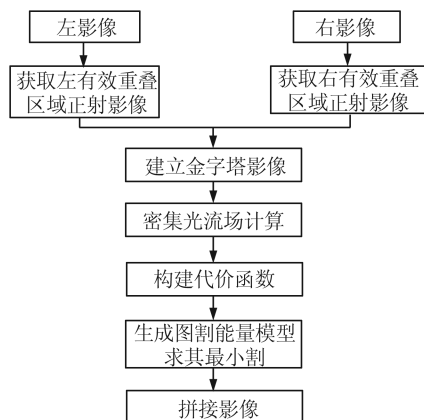 左影像
右影像
获取左有效重叠
区域正射影像
获取右有效重叠
区域正射影像
建立金字塔影像
密集光流场计算
构建代价函数
生成图割能量模型
求其最小割
拼接影像